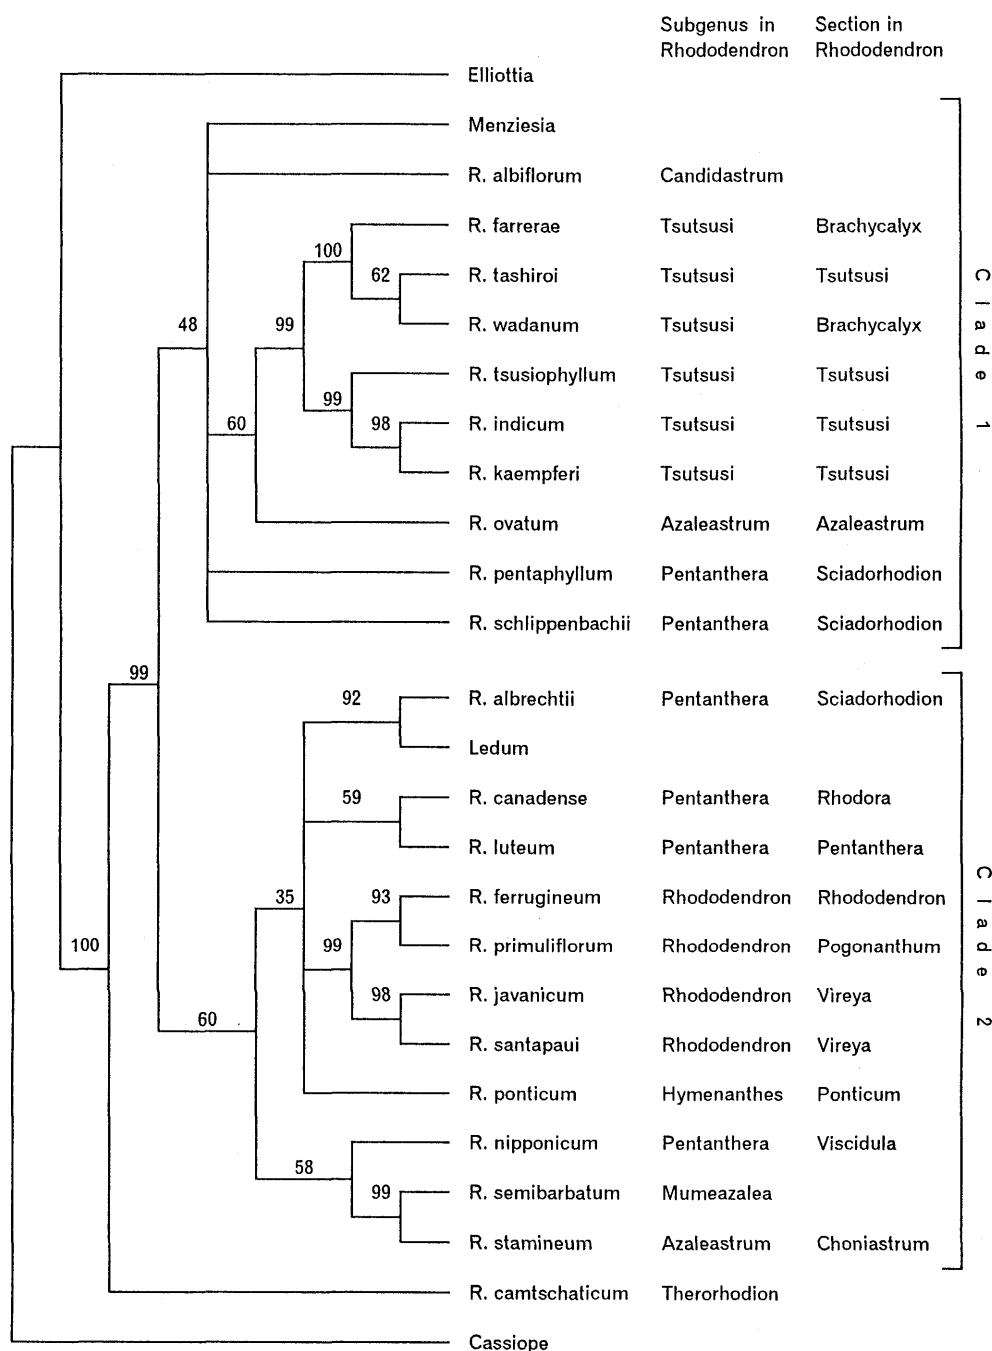 Subgenus in Section in
Rhododendron Rhododendron
Elliottia
Menziesia
R. albiflorum Candidastrum
R. farrerae Tsutsusi Brachycalyx
100
R. tashiroi Tsutsusi Tsutsusi
62
R. wadanum Tsutsusi Brachycalyx
48 99
R. tsusiophyllum Tsutsusi Tsutsusi
99
R. indicum Tsutsusi Tsutsusi
60 98
R. kaempferi Tsutsusi Tsutsusi
R. ovatum Azaleastrum Azaleastrum
R. pentaphyllum Pentanthera Sciadorhodion
R. schlippenbachii Pentanthera Sciadorhodion
Clade 1
99
92 R. albrechtii Pentanthera Sciadorhodion
Ledum
59 R. canadense Pentanthera Rhodora
R. luteum Pentanthera Pentanthera
35 93 R. ferrugineum Rhododendron Rhododendron
100 99 R. primuliflorum Rhododendron Pogonanthum
98 R. javanicum Rhododendron Vireya
60 R. santapaui Rhododendron Vireya
R. ponticum Hymenanthes Ponticum
R. nipponicum Pentanthera Viscidula
58
99 R. semibarbatum Mumeazalea
R. stamineum Azaleastrum Choniastrum
Clade 2
R. camtschaticum Therorhodion
Cassiope